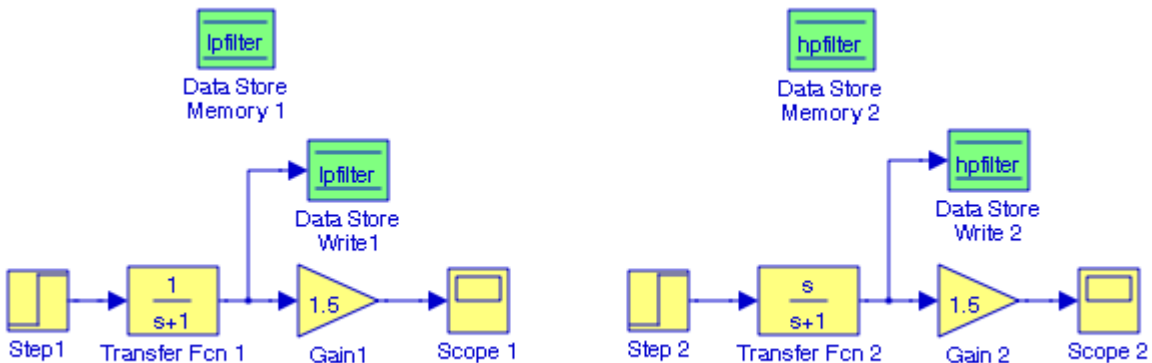 lpfilter
Data Store
Memory 1
hpfilter
Data Store
Memory 2
lpfilter
Data Store
Write1
hpfilter
Data Store
Write 2
Step1
1
s+1
Transfer Fcn 1
1.5
Gain1
Scope 1
Step 2
s
s+1
Transfer Fcn 2
1.5
Gain 2
Scope 2